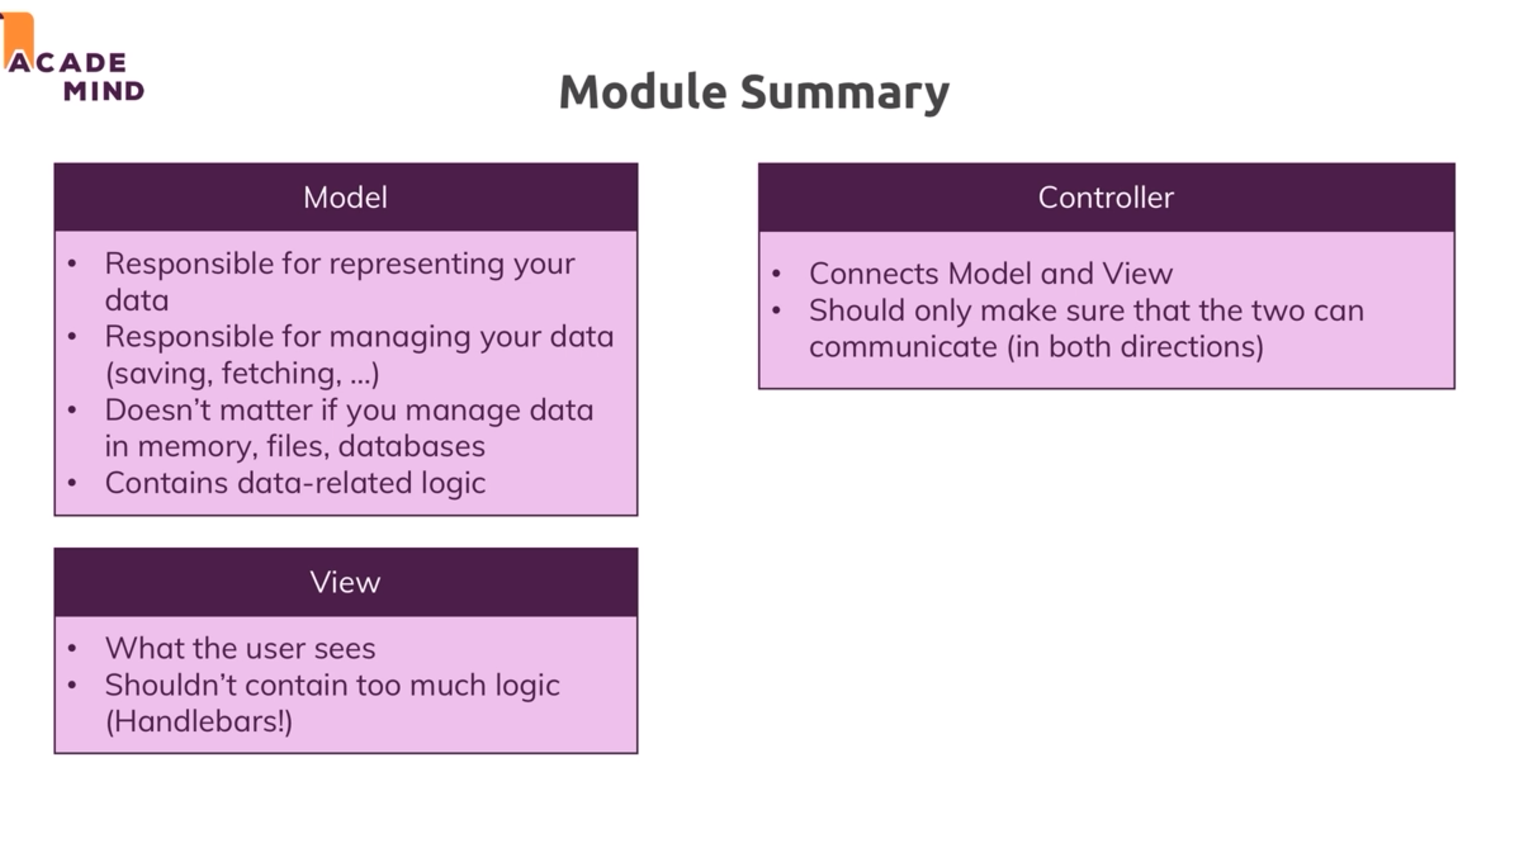 ACADE
MIND
Module Summary
Model
• Responsible for representing your
data
• Responsible for managing your data
(saving, fetching, ...)
• Doesn’t matter if you manage data
in memory, files, databases
• Contains data-related logic
View
• What the user sees
• Shouldn’t contain too much logic
(Handlebars!)
Controller
• Connects Model and View
• Should only make sure that the two can
communicate (in both directions)